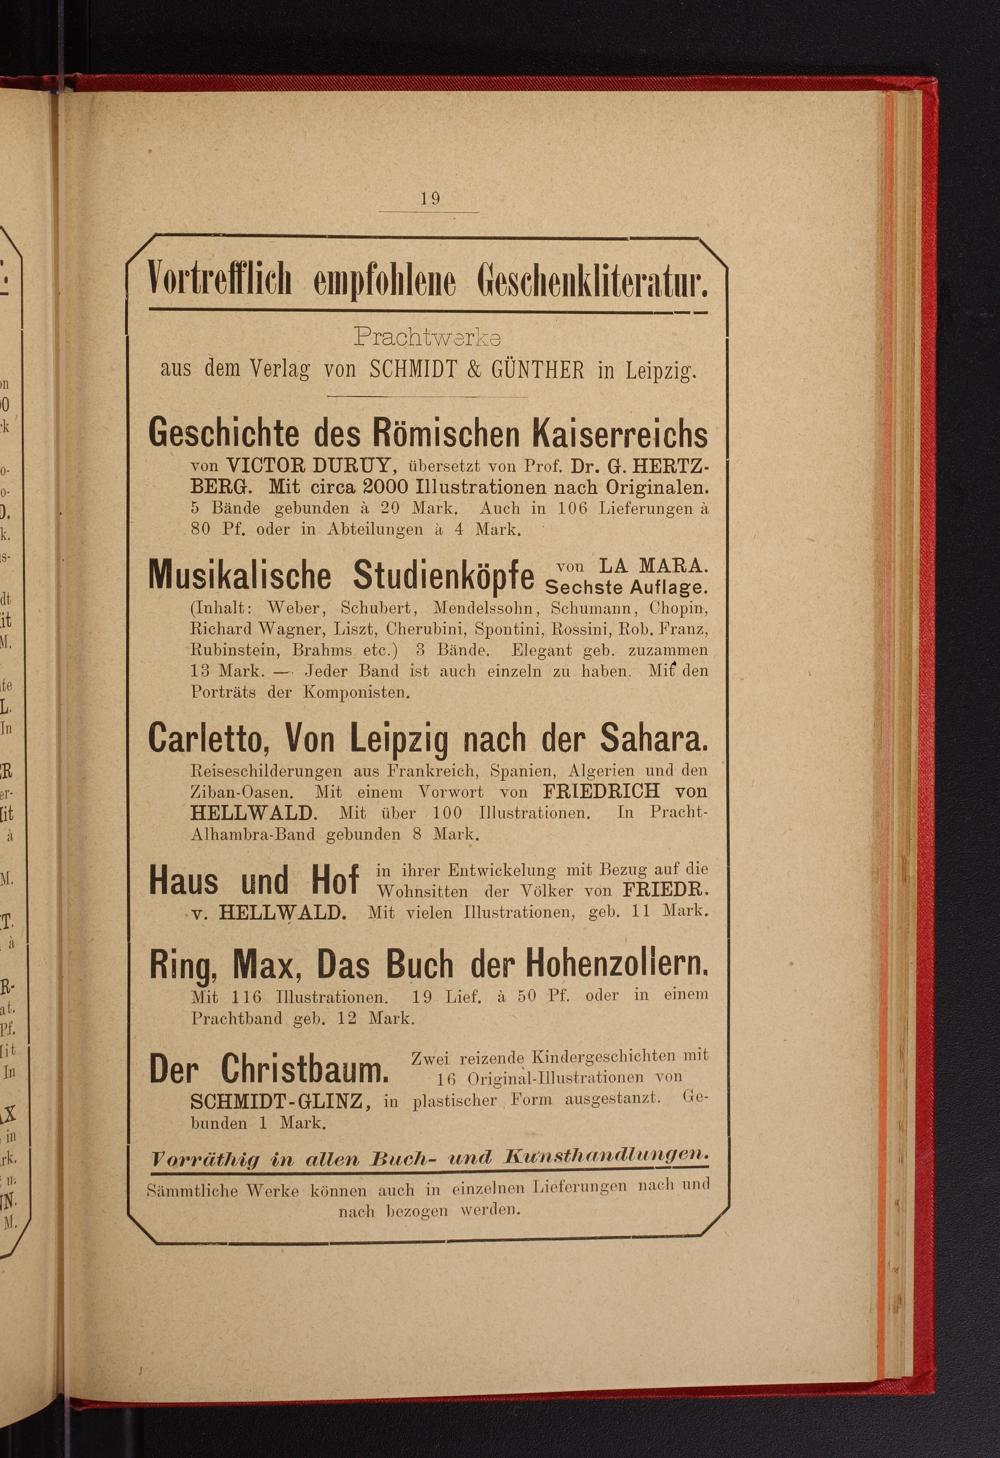 19
Vortrefflich empfohlene Geschenkliteratur.
Prachtwerke
aus dem Verlag von SCHMIDT & GÜNTHER in Leipzig.
Geschichte des Römischen Kaiserreichs
von VICTOR DURUY, übersetzt von Prof. Dr. G. HERTZ-
BERG. Mit circa 2000 Illustrationen nach Originalen.
5 Bände gebunden à 20 Mark. Auch in 106 Lieferungen à
80 Pf. oder in Abteilungen à 4 Mark.
Musikalische Studienköpfe von LA MARA.
Sechste Auflage.
(Inhalt: Weber, Schubert, Mendelssohn, Schumann, Chopin,
Richard Wagner, Liszt, Cherubini, Spontini, Rossini, Rob. Franz,
Rubinstein, Brahms etc.) 3 Bände. Elegant geb. zuzammen
13 Mark. — Jeder Band ist auch einzeln zu haben. Mit den
Porträts der Komponisten.
Carletto, Von Leipzig nach der Sahara.
Reiseschilderungen aus Frankreich, Spanien, Algerien und den
Ziban-Oasen. Mit einem Vorwort von FRIEDRICH von
HELLWALD. Mit über 100 Illustrationen. In Pracht-
Alhambra-Band gebunden 8 Mark.
Haus und Hof in ihrer Entwickelung mit Bezug auf die
Wohnsitten der Völker von FRIEDR.
v. HELLWALD. Mit vielen Illustrationen, geb. 11 Mark.
Ring, Max, Das Buch der Hohenzollern.
Mit 116 Illustrationen. 19 Lief. à 50 Pf. oder in einem
Prachtband geb. 12 Mark.
Der Christbaum. Zwei reizende Kindergeschichten mit
16 Original-Illustrationen von
SCHMIDT-GLINZ, in plastischer Form ausgestanzt. Ge-
bunden 1 Mark.
Vorräthig in allen Buch- und Kunsthandlungen.
Sämmtliche Werke können auch in einzelnen Lieferungen nach und
nach bezogen werden.